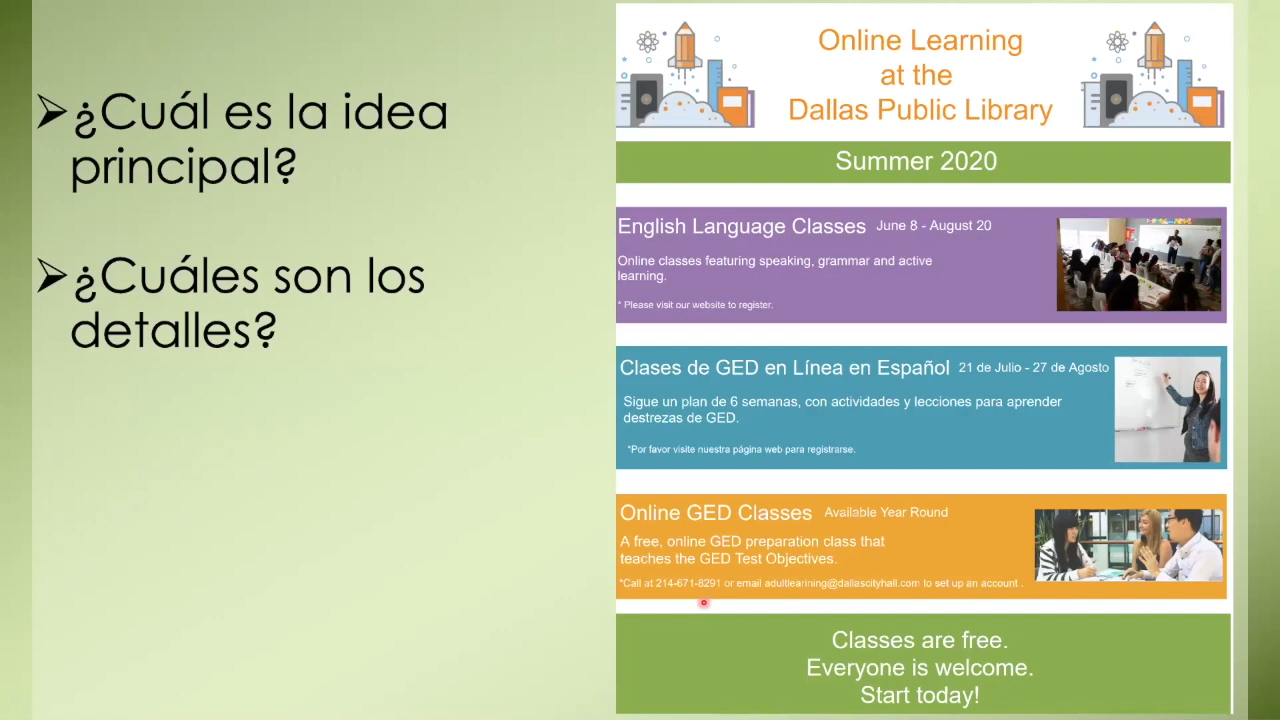 ¿Cuál es la idea
principal?
¿Cuáles son los
detalles?
Online Learning
at the
Dallas Public Library
Summer 2020
English Language Classes June 8 - August 20
Online classes featuring speaking, grammar and active
learning.
* Please visit our website to register.
Clases de GED en Línea en Español 21 de Julio - 27 de Agosto
Sigue un plan de 6 semanas, con actividades y lecciones para aprender
destrezas de GED.
*Por favor visite nuestra página web para registrarse.
Online GED Classes Available Year Round
A free, online GED preparation class that
teaches the GED Test Objectives.
*Call at 214-671-8291 or email adultlearining@dallascityhall.com to set up an account .
Classes are free.
Everyone is welcome.
Start today!